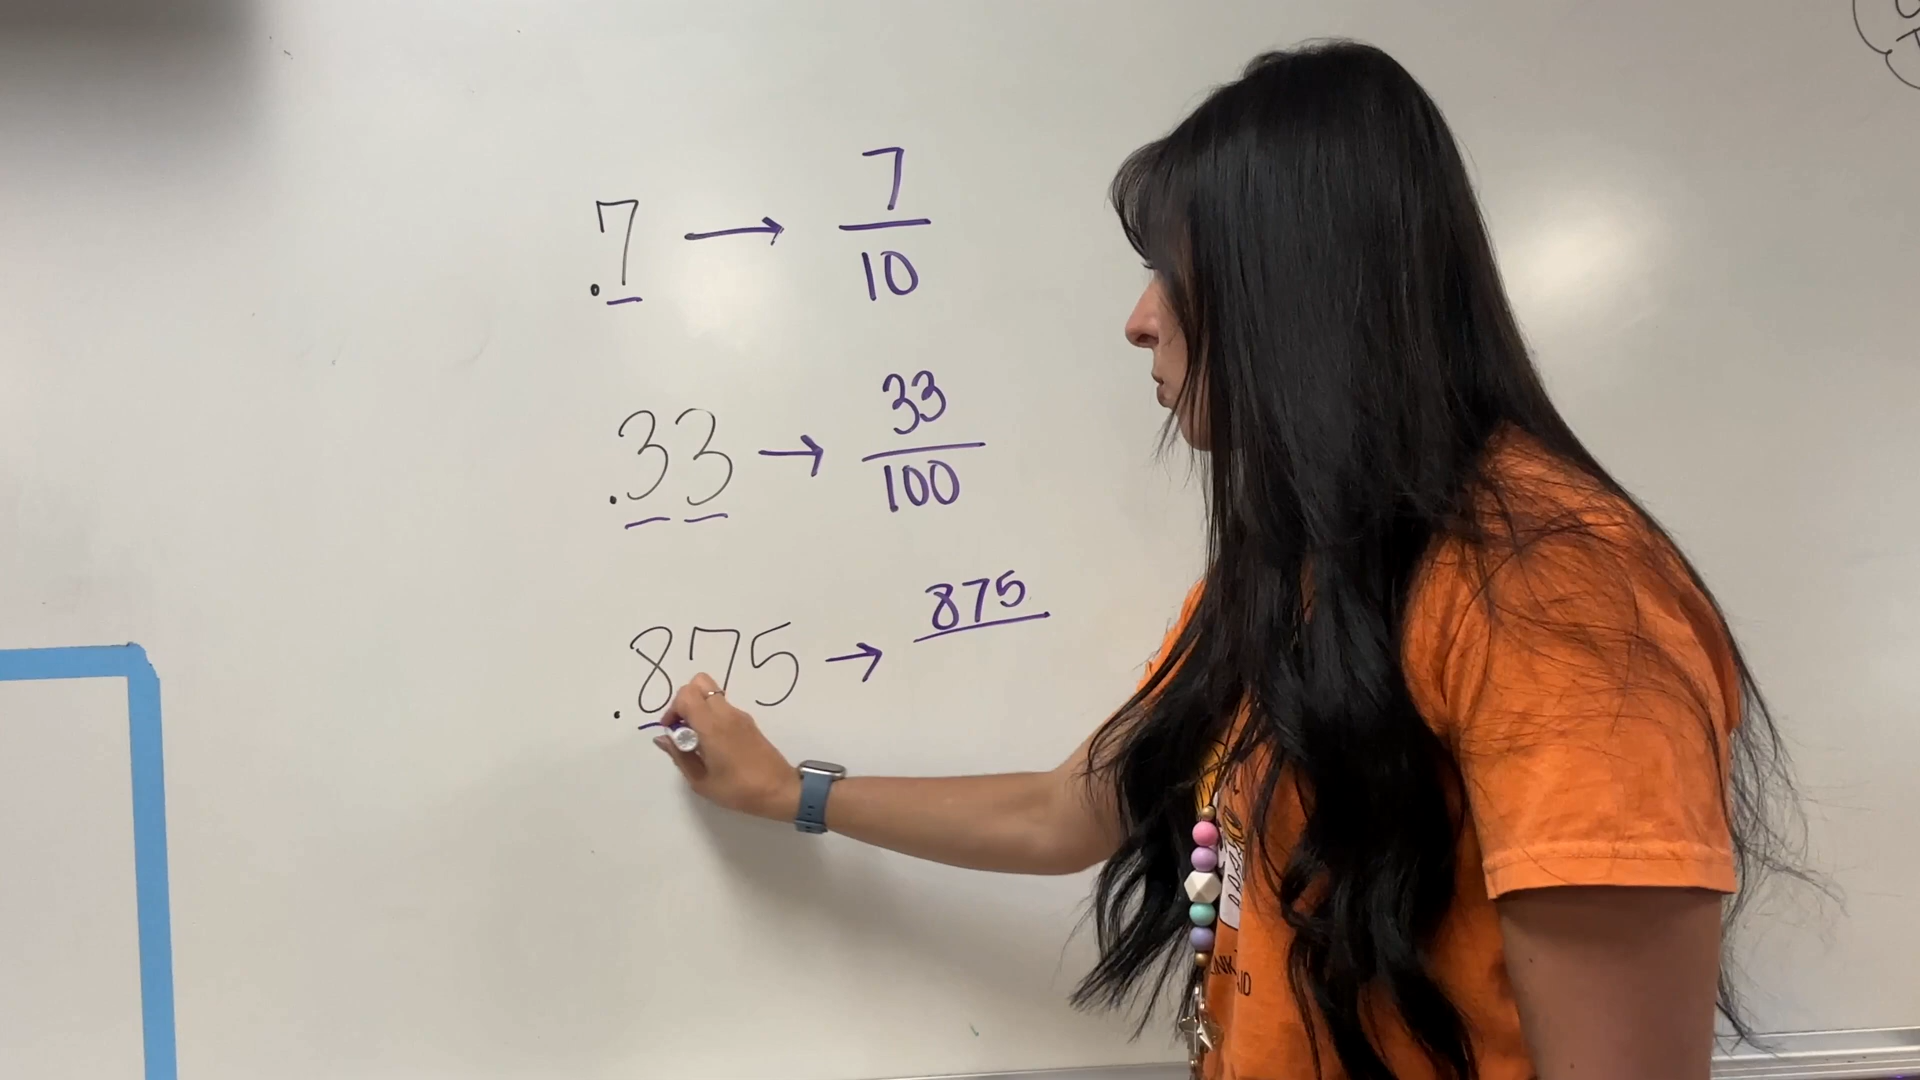 .7 → 7/10
.33 → 33/100
.875 → 875